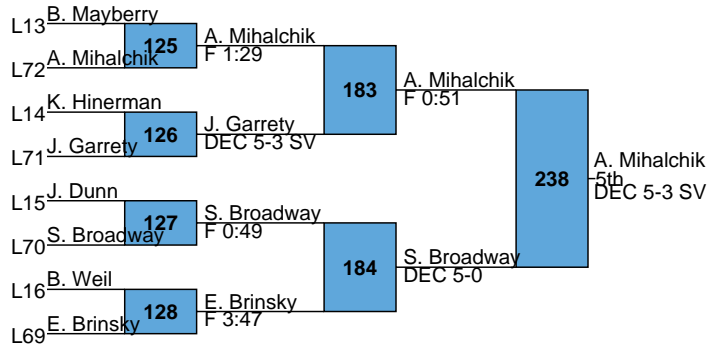 L13 B. Mayberry
125
A. Mihalchik
F 1:29
L72 A. Mihalchik
183
A. Mihalchik
F 0:51
L14 K. Hinerman
126
J. Garrety
DEC 5-3 SV
L71 J. Garrety
238
A. Mihalchik
5th
DEC 5-3 SV
L15 J. Dunn
127
S. Broadway
F 0:49
L70 S. Broadway
184
S. Broadway
DEC 5-0
L16 B. Weil
128
E. Brinsky
F 3:47
L69 E. Brinsky